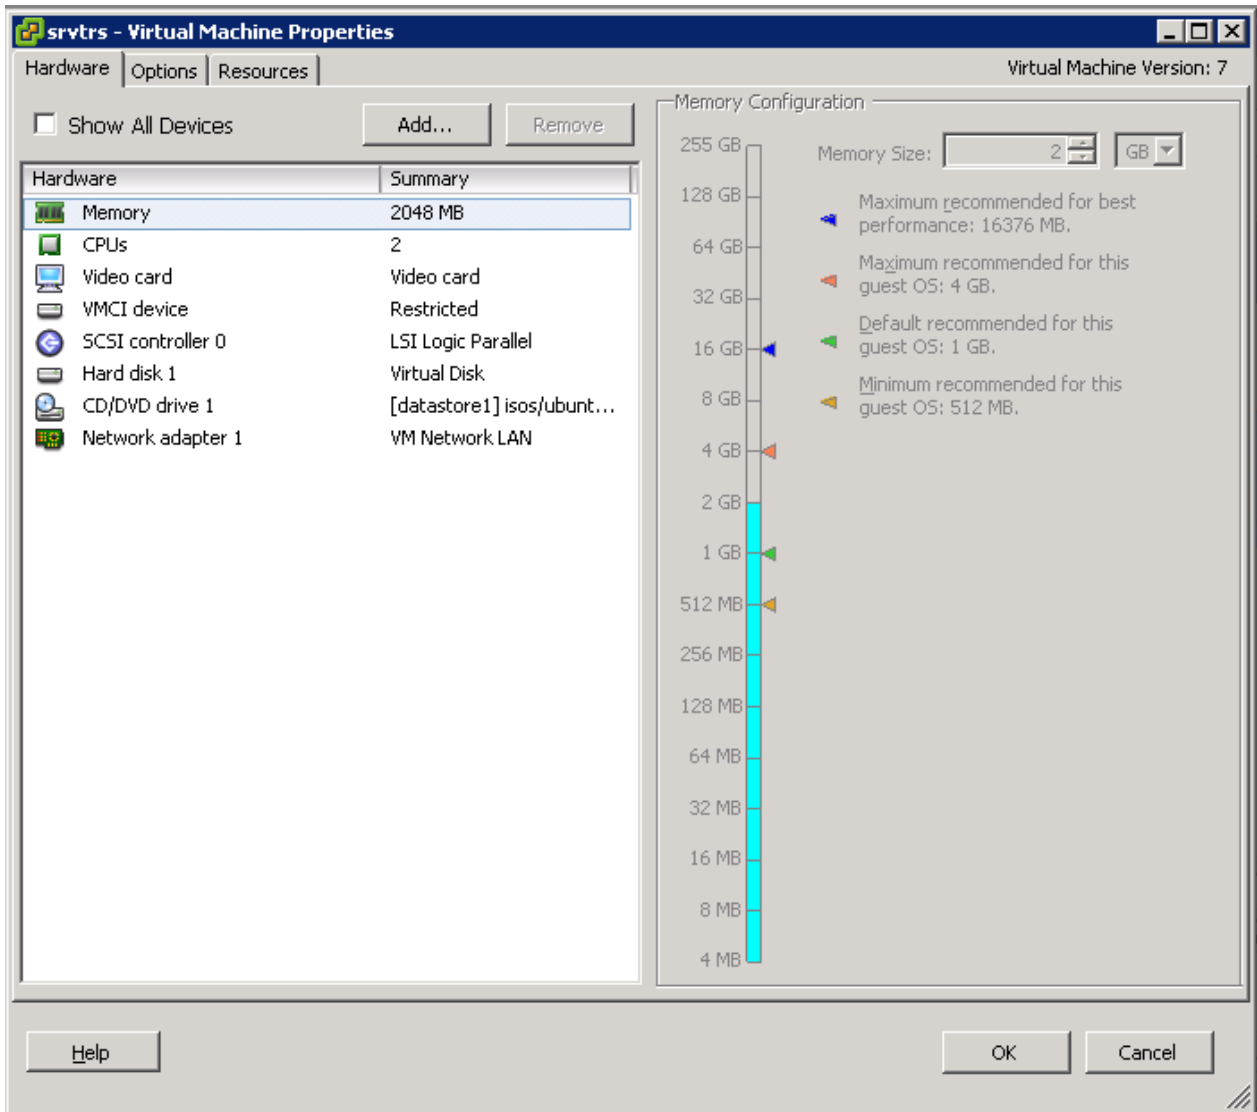 srvtrs - Virtual Machine Properties
Hardware Options Resources Virtual Machine Version: 7
Show All Devices Add... Remove
Hardware Summary
Memory 2048 MB
CPUs 2
Video card Video card
VMCI device Restricted
SCSI controller 0 LSI Logic Parallel
Hard disk 1 Virtual Disk
CD/DVD drive 1 [datastore1] isos/ubunt...
Network adapter 1 VM Network LAN
Memory Configuration
255 GB
128 GB
64 GB
32 GB
16 GB
8 GB
4 GB
2 GB
1 GB
512 MB
256 MB
128 MB
64 MB
32 MB
16 MB
8 MB
4 MB
Memory Size: 2 GB
Maximum recommended for best
performance: 16376 MB.
Maximum recommended for this
guest OS: 4 GB.
Default recommended for this
guest OS: 1 GB.
Minimum recommended for this
guest OS: 512 MB.
Help OK Cancel